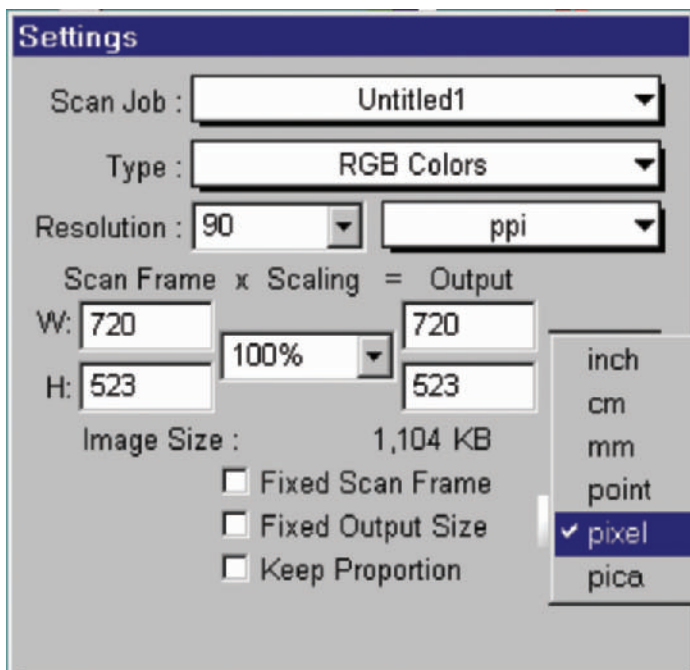 Settings
Scan Job : Untitled1
Type : RGB Colors
Resolution : 90 ppi
Scan Frame x Scaling = Output
W: 720 100% 720
H: 523 523
Image Size : 1,104 KB
Fixed Scan Frame
Fixed Output Size
Keep Proportion
inch
cm
mm
point
pixel
pica